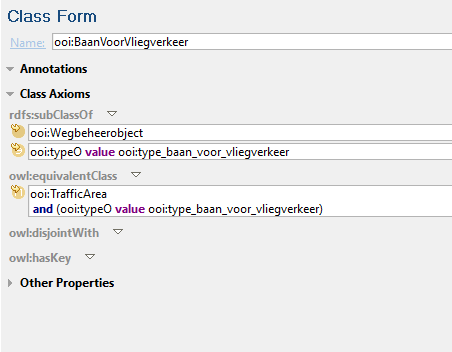 Class Form
Name: ooi:BaanVoorVliegverkeer
Annotations
Class Axioms
rdfs:subClassOf
ooi:Wegbeheerobject
ooi:typeO value ooi:type_baan_voor_vliegverkeer
owl:equivalentClass
ooi:TrafficArea
and (ooi:typeO value ooi:type_baan_voor_vliegverkeer)
owl:disjointWith
owl:hasKey
Other Properties